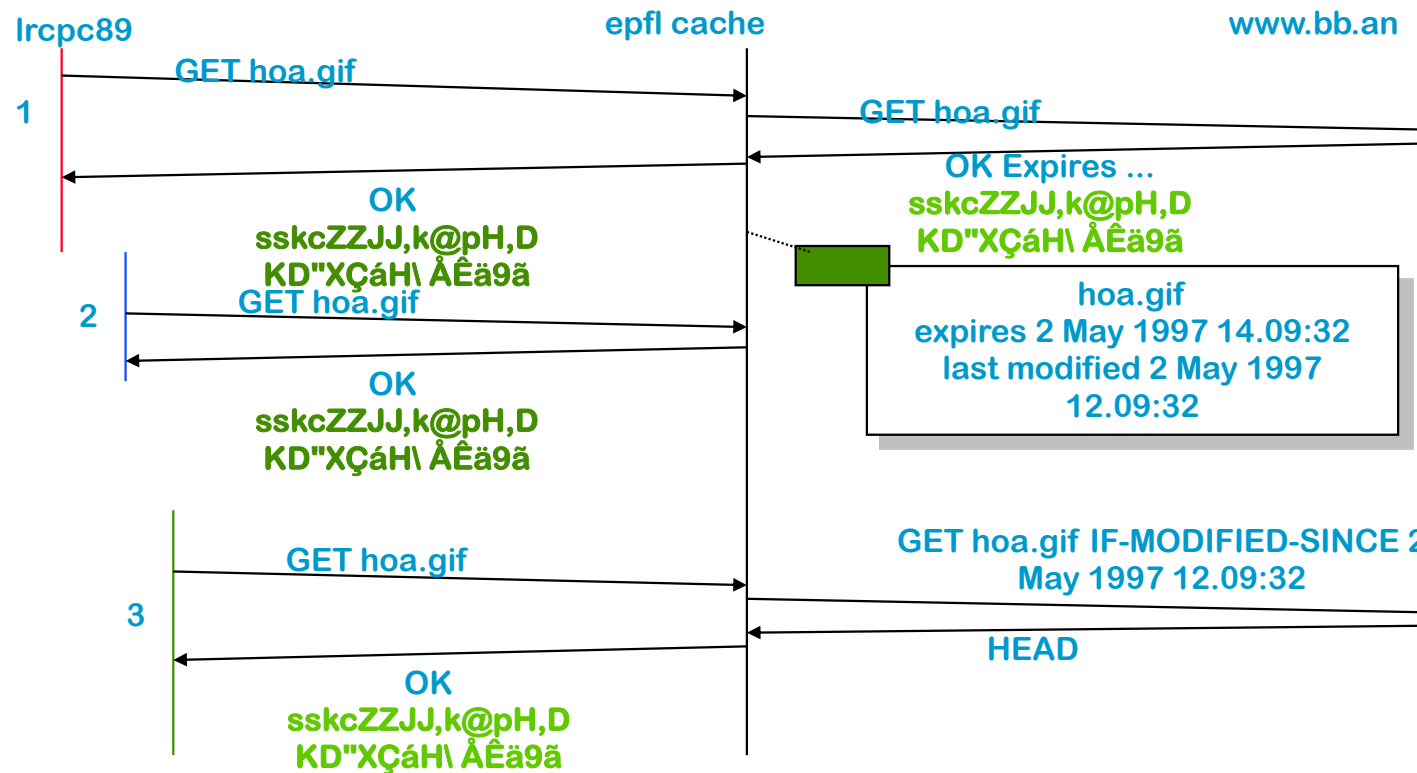 lrcpc89
epfl cache
www.bb.an
GET hoa.gif
1
GET hoa.gif
OK Expires ...
sskcZZJJ,k@pH,D
KD"XÇáH\ ÅÊä9ã
OK
sskcZZJJ,k@pH,D
KD"XÇáH\ ÅÊä9ã
hoa.gif
expires 2 May 1997 14.09:32
last modified 2 May 1997
12.09:32
2
GET hoa.gif
OK
sskcZZJJ,k@pH,D
KD"XÇáH\ ÅÊä9ã
GET hoa.gif IF-MODIFIED-SINCE 2
May 1997 12.09:32
GET hoa.gif
3
HEAD
OK
sskcZZJJ,k@pH,D
KD"XÇáH\ ÅÊä9ã